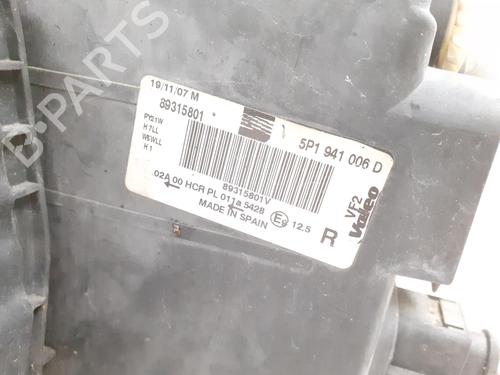 19/11/07 M
89315801
5P1 941 006 D
PY21W
H7LL
W5WLL
H1
89315801V
02A 00 HCR PL 011a 5428
E9 12.5
MADE IN SPAIN
R
VF2
Valeo
B-PARTS